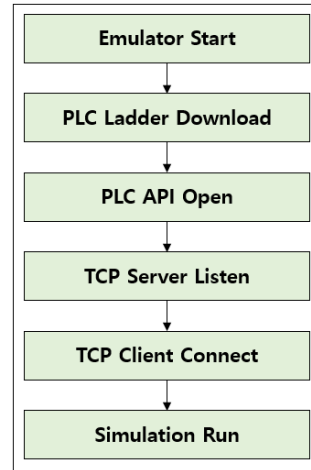 Emulator Start
PLC Ladder Download
PLC API Open
TCP Server Listen
TCP Client Connect
Simulation Run